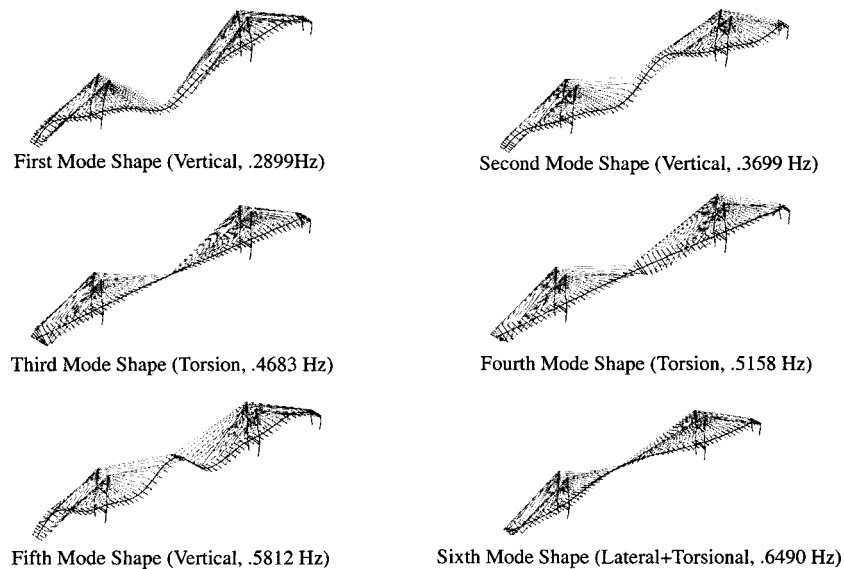 First Mode Shape (Vertical, .2899Hz)
Second Mode Shape (Vertical, .3699 Hz)
Third Mode Shape (Torsion, .4683 Hz)
Fourth Mode Shape (Torsion, .5158 Hz)
Fifth Mode Shape (Vertical, .5812 Hz)
Sixth Mode Shape (Lateral+Torsional, .6490 Hz)